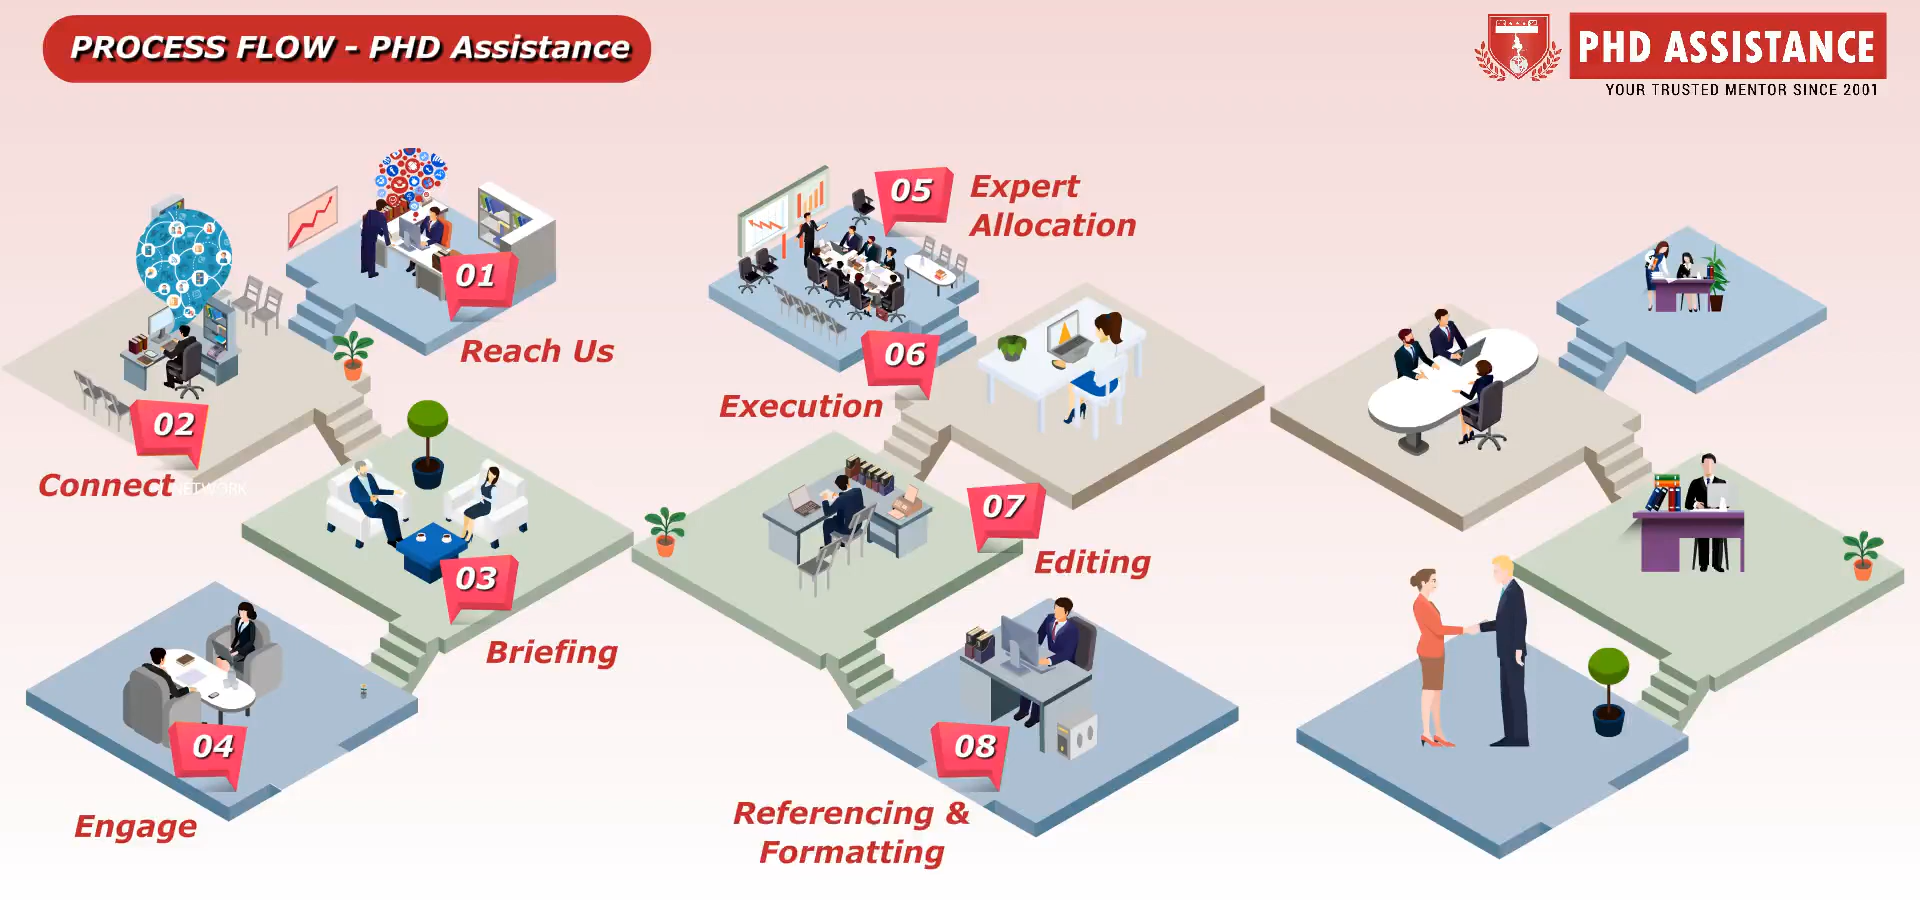 PROCESS FLOW - PHD Assistance
PHD ASSISTANCE
YOUR TRUSTED MENTOR SINCE 2001
01
Reach Us
02
Connect
NETWORK
03
Briefing
04
Engage
05
Expert
Allocation
06
Execution
07
Editing
08
Referencing &
Formatting